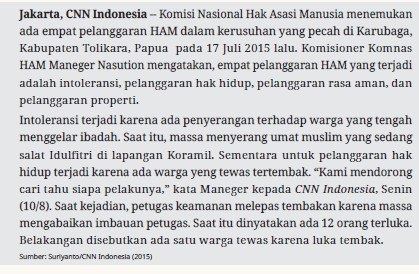 Jakarta, CNN Indonesia -- Komisi Nasional Hak Asasi Manusia menemukan
ada empat pelanggaran HAM dalam kerusuhan yang pecah di Karubaga,
Kabupaten Tolikara, Papua pada 17 Juli 2015 lalu. Komisioner Komnas
HAM Maneger Nasution mengatakan, empat pelanggaran HAM yang terjadi
adalah intoleransi, pelanggaran hak hidup, pelanggaran rasa aman, dan
pelanggaran properti.
Intoleransi terjadi karena ada penyerangan terhadap warga yang tengah
menggelar ibadah. Saat itu, massa menyerang umat muslim yang sedang
salat Idulfitri di lapangan Koramil. Sementara untuk pelanggaran hak
hidup terjadi karena ada warga yeng tewas tertembak. “Kami mendorong
cari tahu siapa pelakunya,” kata Maneger kepada CNN Indonesia, Senin
(10/8). Saat kejadian, petugas keamanan melepas tembakan karena massa
mengabaikan imbauan petugas. Saat itu dinyatakan ada 12 orang terluka.
Belakangan disebutkan ada satu warga tewas karena luka tembak.
Sumber: Suriyanto/CNN Indonesia (2015)